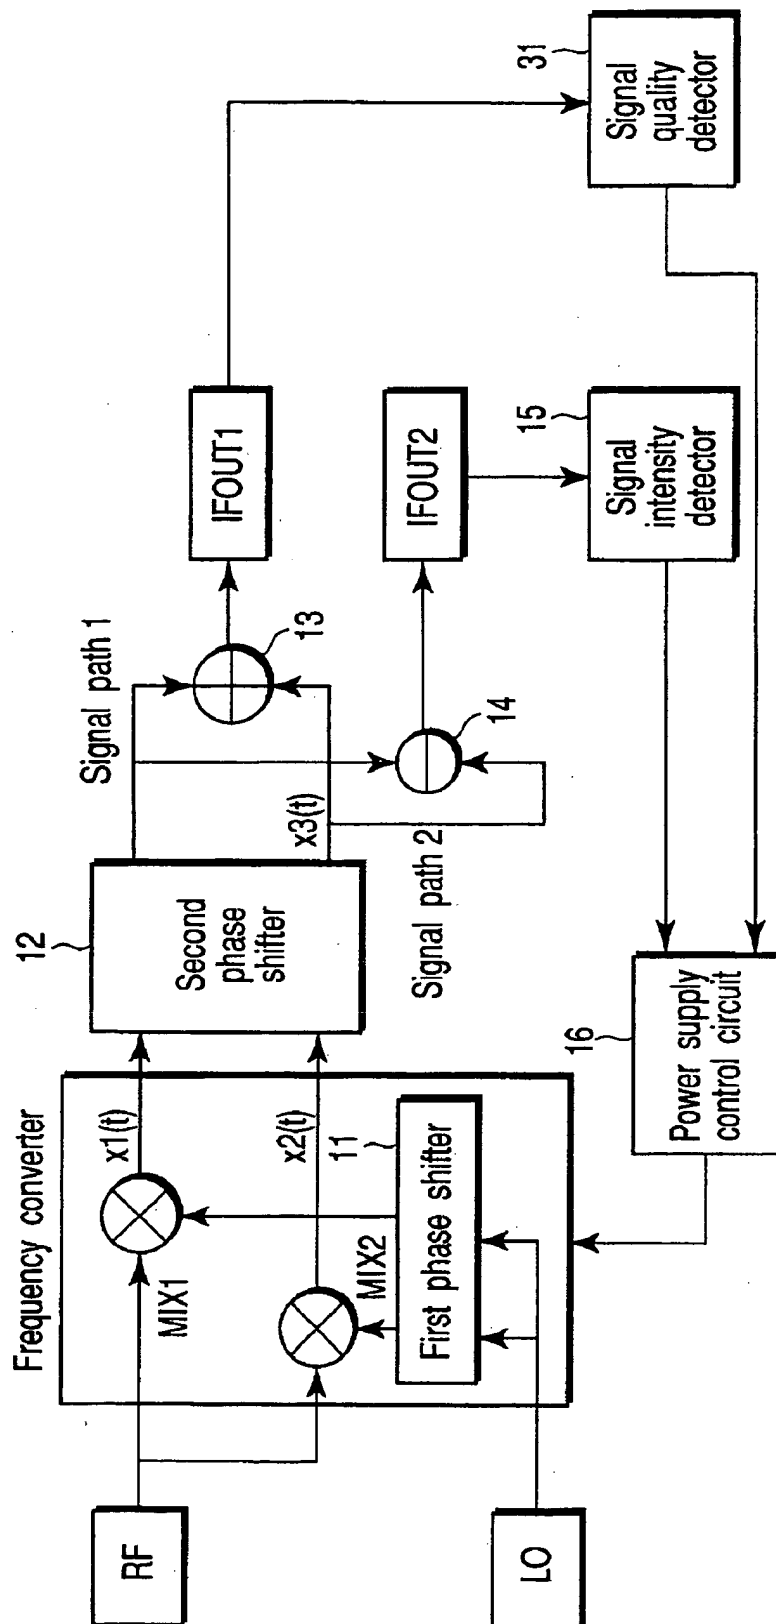 RF
LO
Frequency converter
MIX1
x1(t)
MIX2
x2(t)
11
First phase shifter
12
Second
phase
shifter
Signal path 1
x3(t)
Signal path 2
13
14
IFOUT1
IFOUT2
15
Signal
intensity
detector
31
Signal
quality
detector
16
Power supply
control circuit